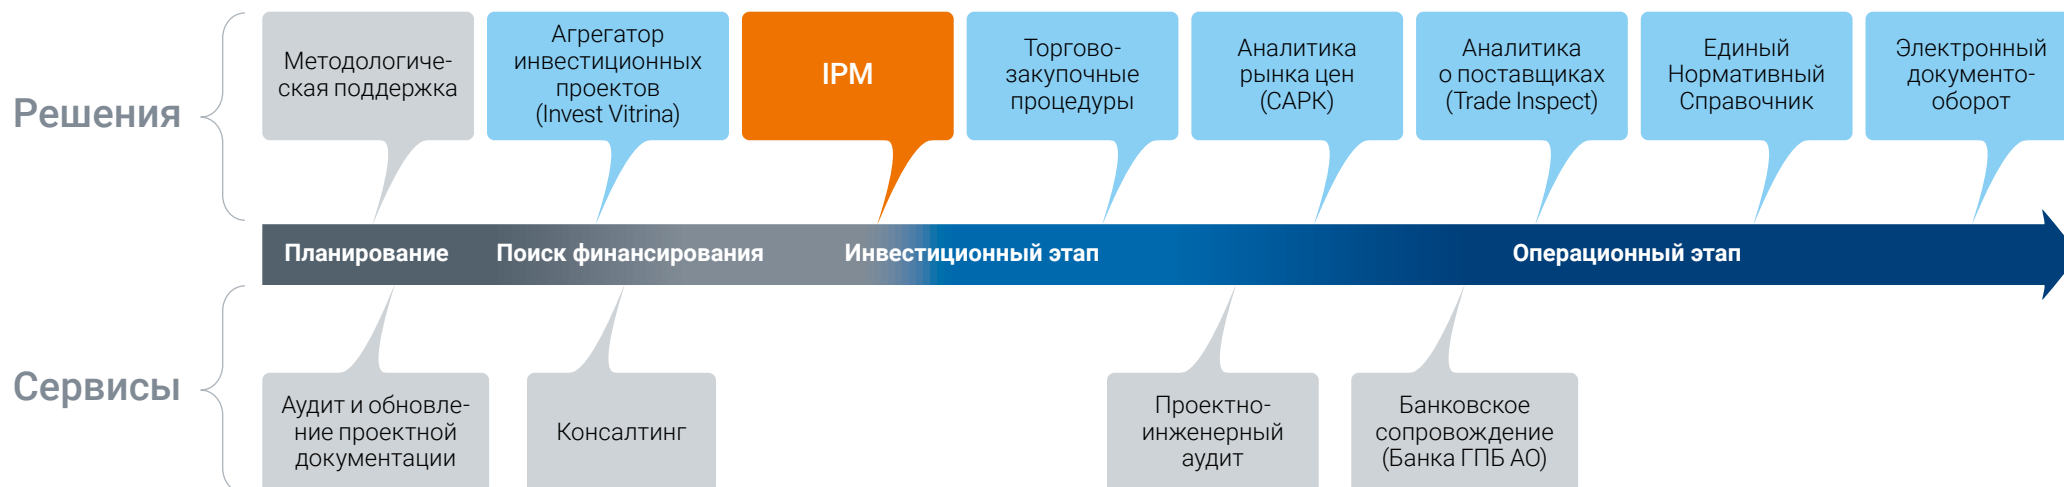 Решения
Методологиче-
ская поддержка
Агрегатор
инвестиционных
проектов
(Invest Vitrina)
IPM
Торгово-
закупочные
процедуры
Аналитика
рынка цен
(САРК)
Аналитика
о поставщиках
(Trade Inspect)
Единый
Нормативный
Справочник
Электронный
документо-
оборот
Планирование
Поиск финансирования
Инвестиционный этап
Операционный этап
Сервисы
Аудит и обновле-
ние проектной
документации
Консалтинг
Проектно-
инженерный
аудит
Банковское
сопровождение
(Банка ГПБ АО)